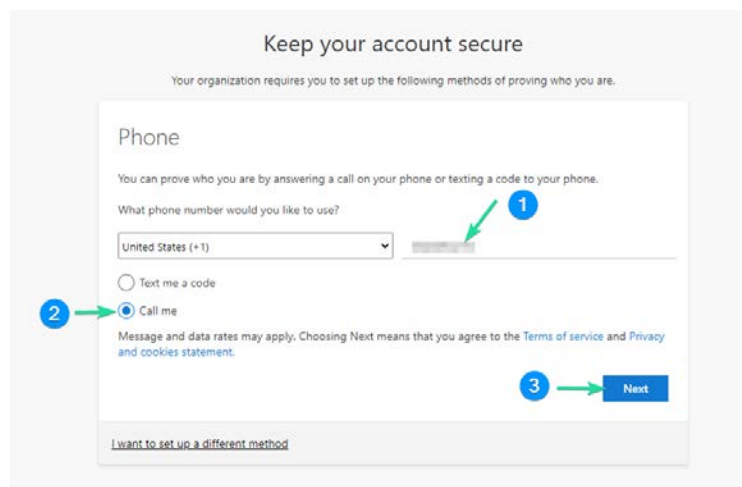 Keep your account secure
Your organization requires you to set up the following methods of proving who you are.
Phone
You can prove who you are by answering a call on your phone or texting a code to your phone.
1
What phone number would you like to use?
United States (+1)
Text me a code
2
Call me
Message and data rates may apply. Choosing Next means that you agree to the Terms of service and Privacy
and cookies statement.
3
Next
I want to set up a different method